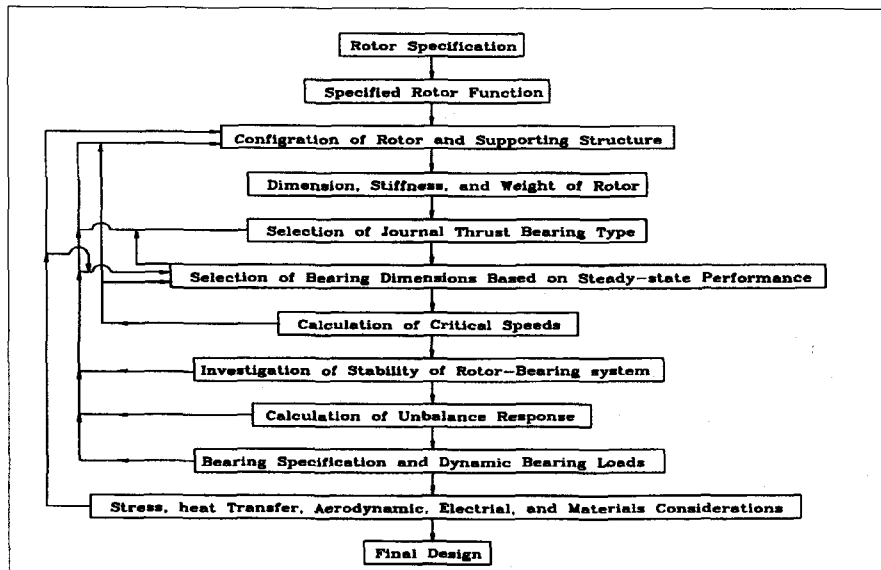 Rotor Specification
Specified Rotor Function
Configration of Rotor and Supporting Structure
Dimension, Stiffness, and Weight of Rotor
Selection of Journal Thrust Bearing Type
Selection of Bearing Dimensions Based on Steady-state Performance
Calculation of Critical Speeds
Investigation of Stability of Rotor-Bearing system
Calculation of Unbalance Response
Bearing Specification and Dynamic Bearing Loads
Stress, heat Transfer, Aerodynamic, Electrial, and Materials Considerations
Final Design